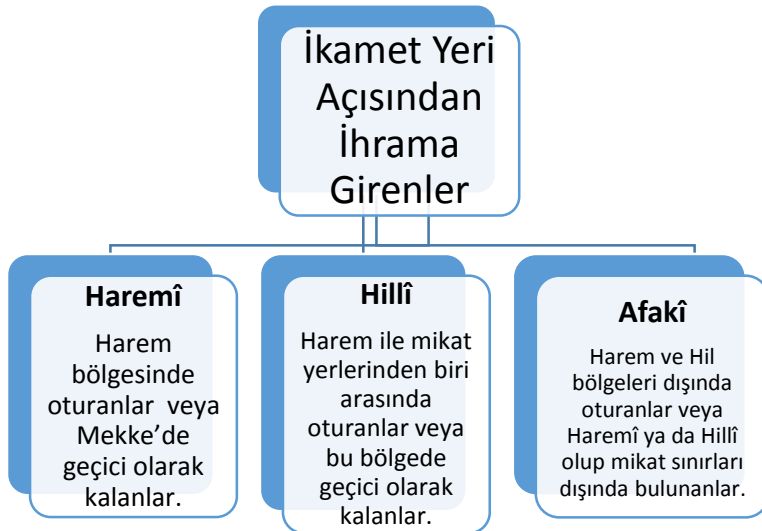 İkamet Yeri
Açısından
İhrama
Girenler
Haremî
Harem
bölgesinde
oturanlar veya
Mekke’de
geçici olarak
kalanlar.
Hillî
Harem ile mikat
yerlerinden biri
arasında
oturanlar veya
bu bölgede
geçici olarak
kalanlar.
Afakî
Harem ve Hil
bölgeleri dışında
oturanlar veya
Haremî ya da Hillî
olup mikat sınırları
dışında bulunanlar.